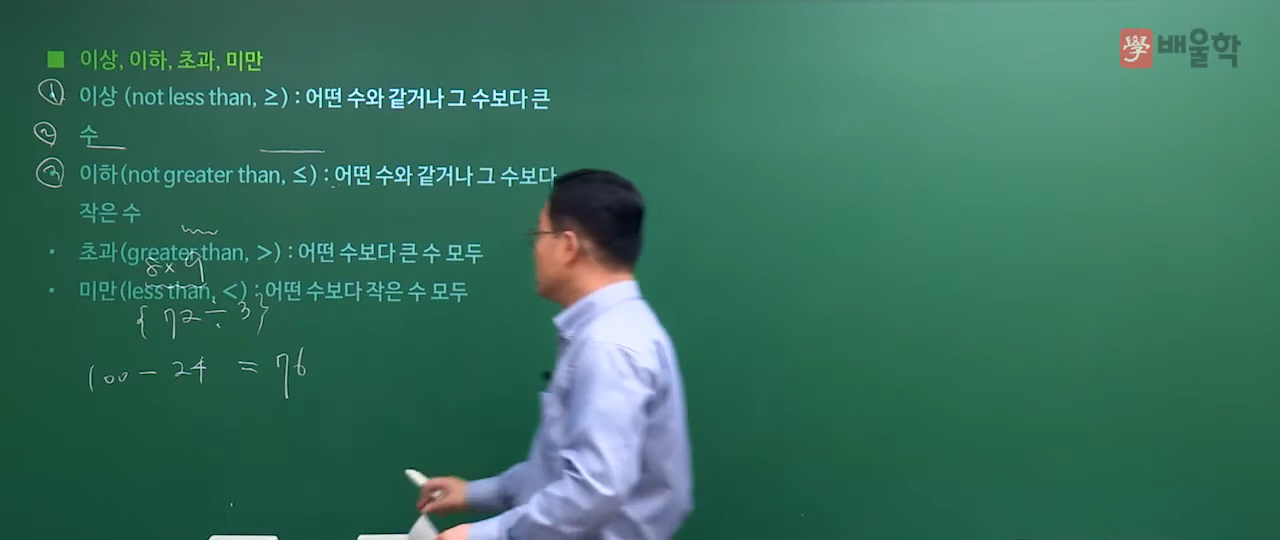 學 배울학
■ 이상, 이하, 초과, 미만
① 이상 (not less than, ≥) : 어떤 수와 같거나 그 수보다 큰
② 수
③ 이하(not greater than, ≤) : 어떤 수와 같거나 그 수보다
작은 수
• 초과(greater than, >) : 어떤 수보다 큰 수 모두
8×9
• 미만(less than, <) : 어떤 수보다 작은 수 모두
{ 72÷3}
100 - 24 = 76